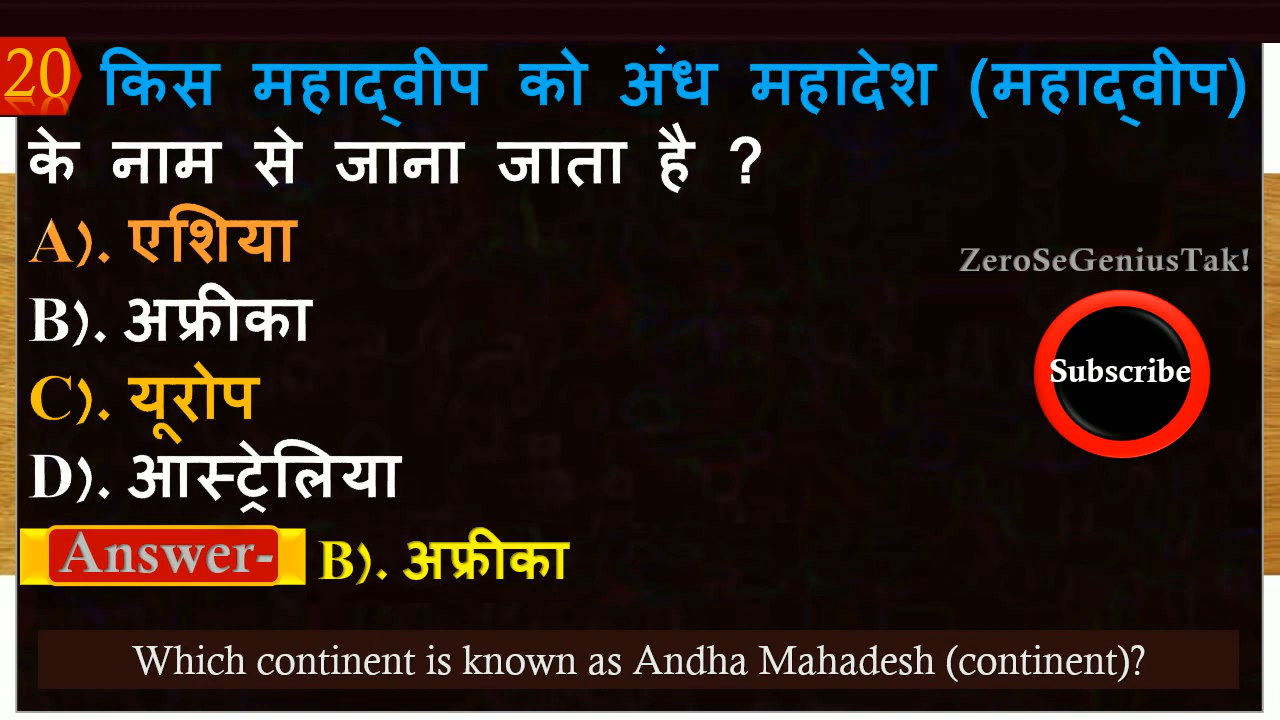 20 किस महाद्वीप को अंध महादेश (महाद्वीप)
के नाम से जाना जाता है ?
A). एशिया
ZeroSeGeniusTak!
B). अफ्रीका
Subscribe
C). यूरोप
D). आस्ट्रेलिया
Answer- B). अफ्रीका
Which continent is known as Andha Mahadesh (continent)?